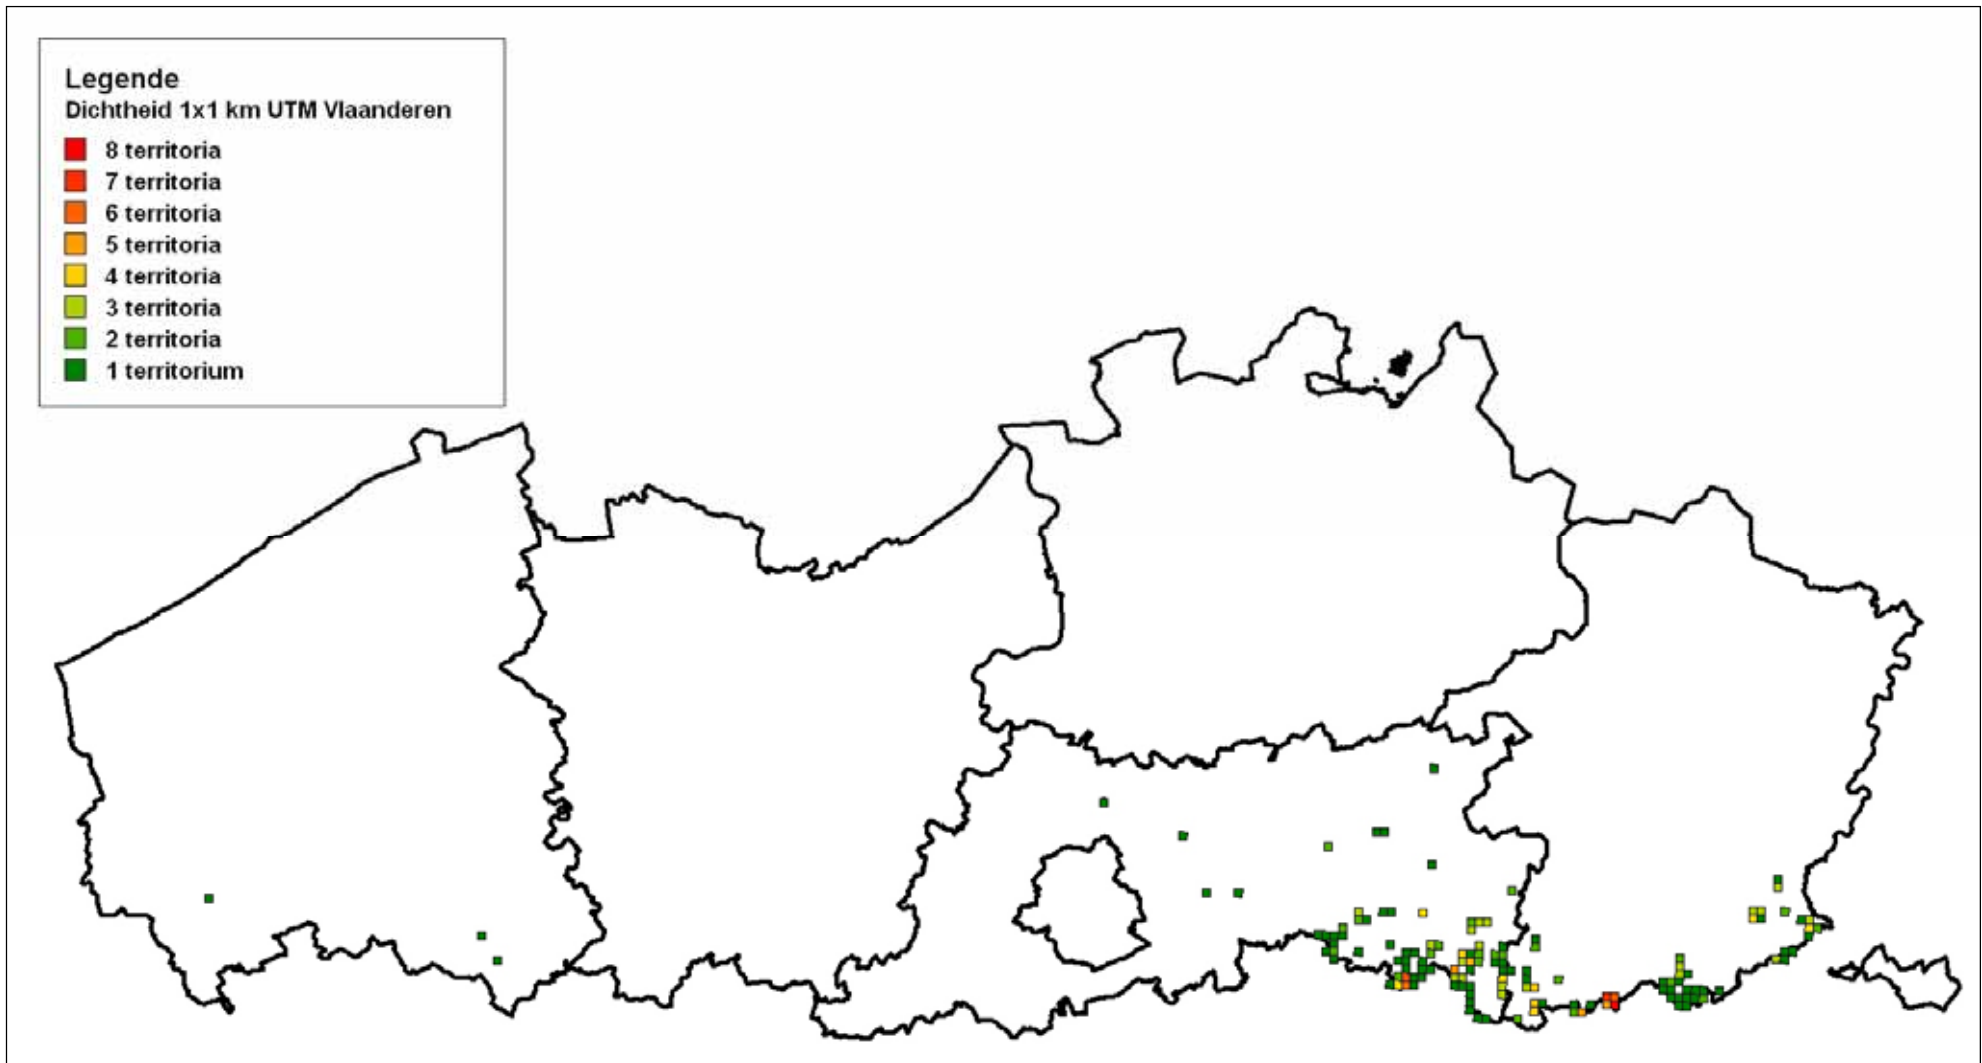 Legende
Dichtheid 1x1 km UTM Vlaanderen
8 territoria
7 territoria
6 territoria
5 territoria
4 territoria
3 territoria
2 territoria
1 territorium